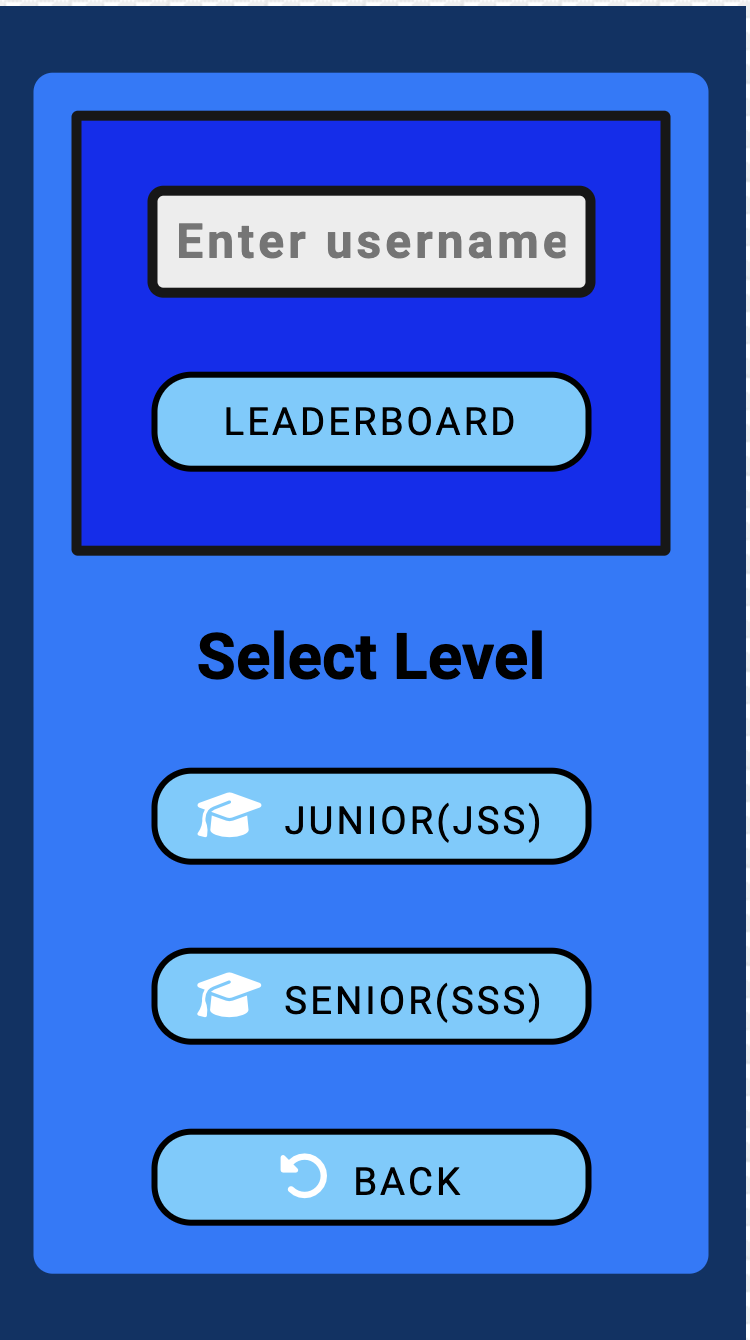 Enter username
LEADERBOARD
Select Level
JUNIOR(JSS)
SENIOR(SSS)
BACK